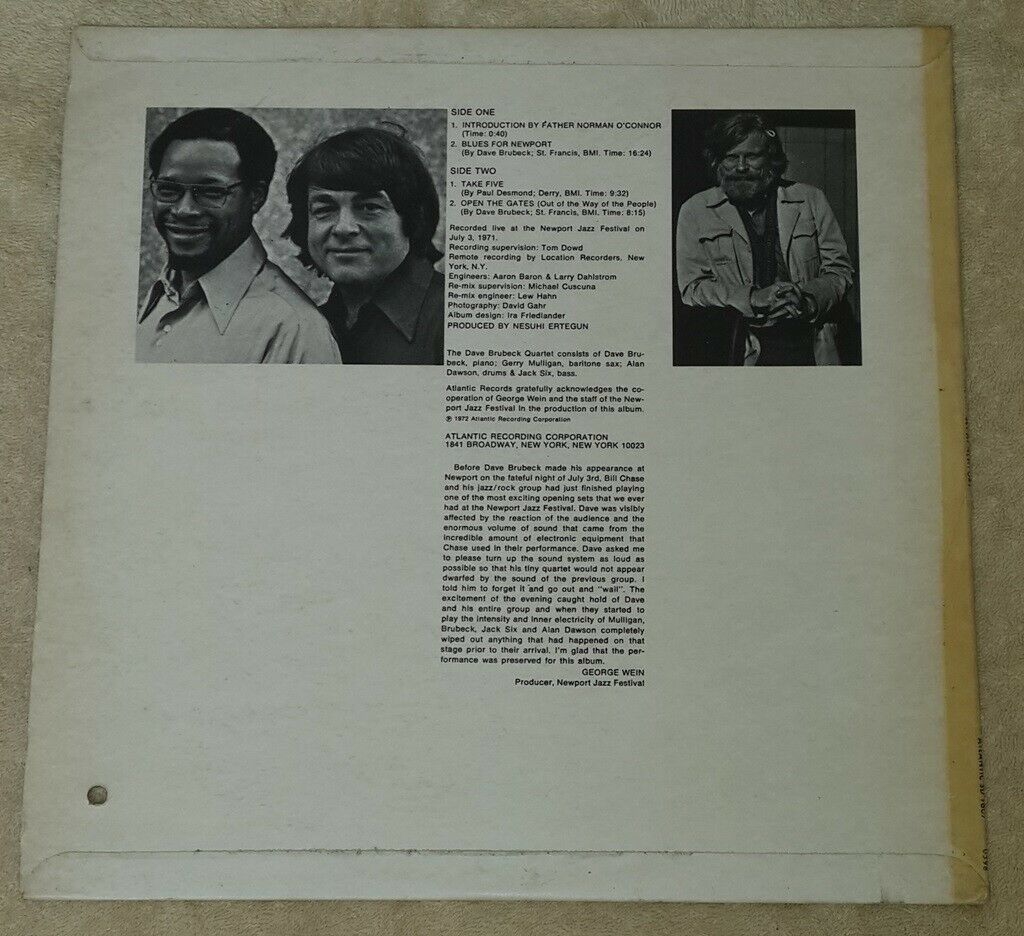 SIDE ONE
1. INTRODUCTION BY FATHER NORMAN O'CONNOR
(Time: 0:40)
2. BLUES FOR NEWPORT
(By Dave Brubeck; St. Francis, BMI. Time: 16:24)
SIDE TWO
1. TAKE FIVE
(By Paul Desmond; Derry, BMI. Time: 9:32)
2. OPEN THE GATES (Out of the Way of the People)
(By Dave Brubeck; St. Francis, BMI. Time: 8:15)
Recorded live at the Newport Jazz Festival on
July 3, 1971.
Recording supervision: Tom Dowd
Remote recording by Location Recorders, New
York, N.Y.
Engineers: Aaron Baron & Larry Dahlstrom
Re-mix supervision: Michael Cuscuna
Re-mix engineer: Lew Hahn
Photography: David Gahr
Album design: Ira Friedlander
PRODUCED BY NESUHI ERTEGUN
The Dave Brubeck Quartet consists of Dave Bru-
beck, piano; Gerry Mulligan, baritone sax; Alan
Dawson, drums & Jack Six, bass.
Atlantic Records gratefully acknowledges the co-
operation of George Wein and the staff of the New-
port Jazz Festival in the production of this album.
℗ 1972 Atlantic Recording Corporation
ATLANTIC RECORDING CORPORATION
1841 BROADWAY, NEW YORK, NEW YORK 10023
Before Dave Brubeck made his appearance at
Newport on the fateful night of July 3rd, Bill Chase
and his jazz/rock group had just finished playing
one of the most exciting opening sets that we ever
had at the Newport Jazz Festival. Dave was visibly
affected by the reaction of the audience and the
enormous volume of sound that came from the
incredible amount of electronic equipment that
Chase used in their performance. Dave asked me
to please turn up the sound system as loud as
possible so that his tiny quartet would not appear
dwarfed by the sound of the previous group. I
told him to forget it and go out and "wail". The
excitement of the evening caught hold of Dave
and his entire group and when they started to
play the intensity and inner electricity of Mulligan,
Brubeck, Jack Six and Alan Dawson completely
wiped out anything that had happened on that
stage prior to their arrival. I'm glad that the per-
formance was preserved for this album.
GEORGE WEIN
Producer, Newport Jazz Festival